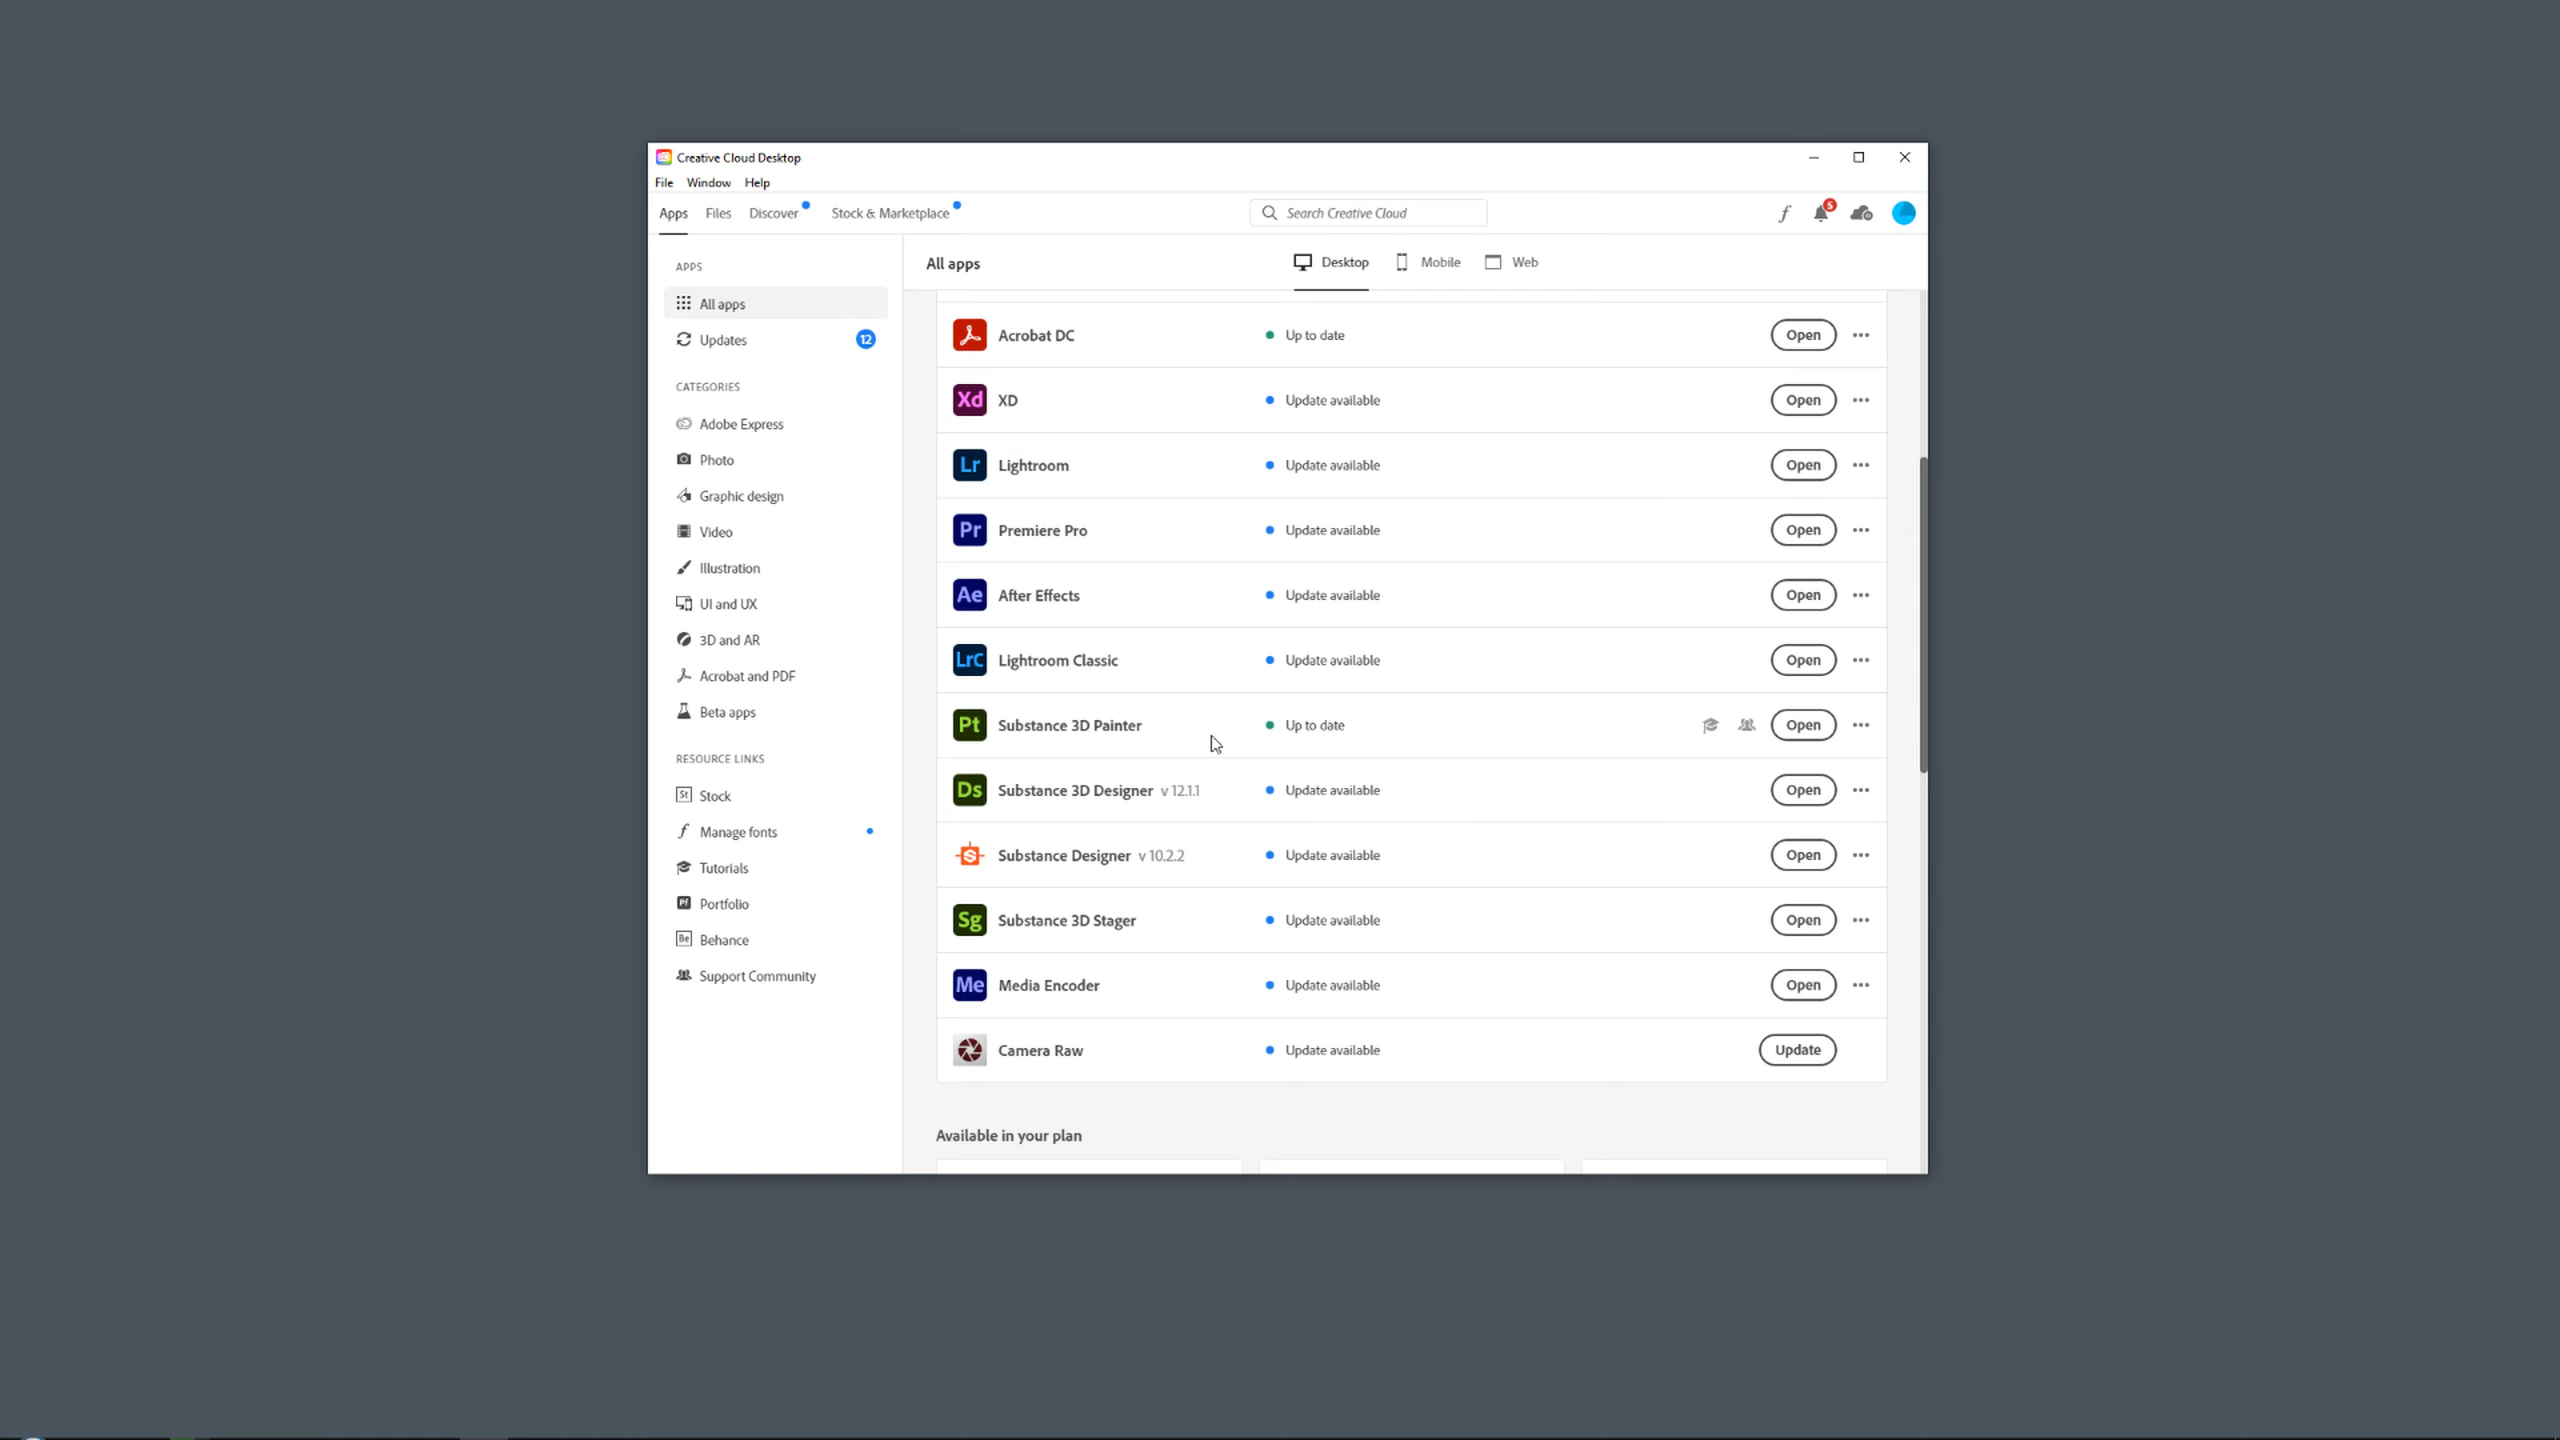 Creative Cloud Desktop
File Window Help
Apps Files Discover Stock & Marketplace Search Creative Cloud 5
APPS
All apps
Updates 12
CATEGORIES
Adobe Express
Photo
Graphic design
Video
Illustration
UI and UX
3D and AR
Acrobat and PDF
Beta apps
RESOURCE LINKS
St Stock
Manage fonts
Tutorials
Pf Portfolio
Be Behance
Support Community
All apps Desktop Mobile Web
Acrobat DC Up to date Open
Xd XD Update available Open
Lr Lightroom Update available Open
Pr Premiere Pro Update available Open
Ae After Effects Update available Open
LrC Lightroom Classic Update available Open
Pt Substance 3D Painter Up to date Open
Ds Substance 3D Designer v 12.1.1 Update available Open
Substance Designer v 10.2.2 Update available Open
Sg Substance 3D Stager Update available Open
Me Media Encoder Update available Open
Camera Raw Update available Update
Available in your plan